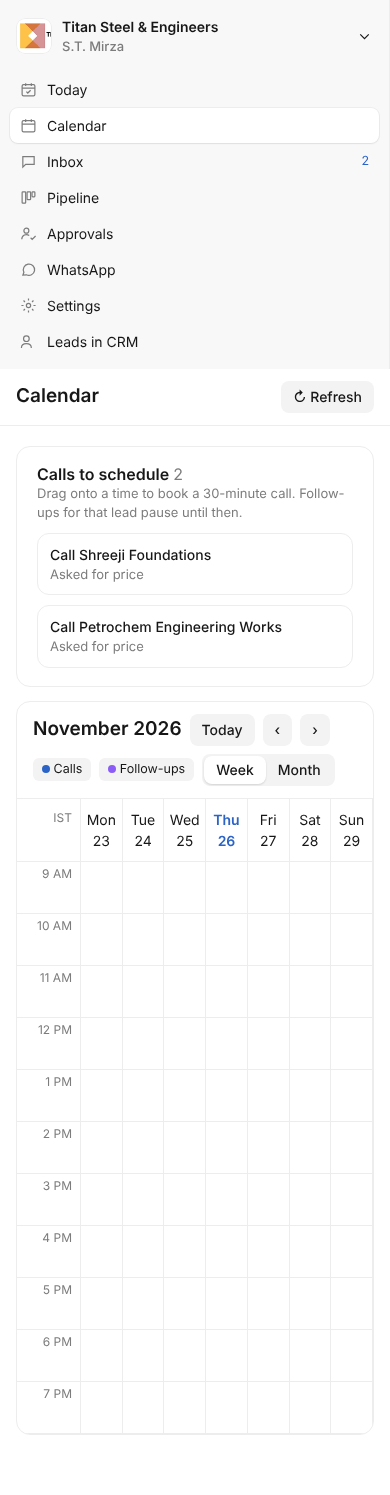 Titan Steel & Engineers
S.T. Mirza
Today
Calendar
Inbox 2
Pipeline
Approvals
WhatsApp
Settings
Leads in CRM
Calendar
Refresh
Calls to schedule 2
Drag onto a time to book a 30-minute call. Follow-
ups for that lead pause until then.
Call Shreeji Foundations
Asked for price
Call Petrochem Engineering Works
Asked for price
November 2026 Today ‹ ›
Calls Follow-ups Week Month
IST Mon Tue Wed Thu Fri Sat Sun
23 24 25 26 27 28 29
9 AM
10 AM
11 AM
12 PM
1 PM
2 PM
3 PM
4 PM
5 PM
6 PM
7 PM